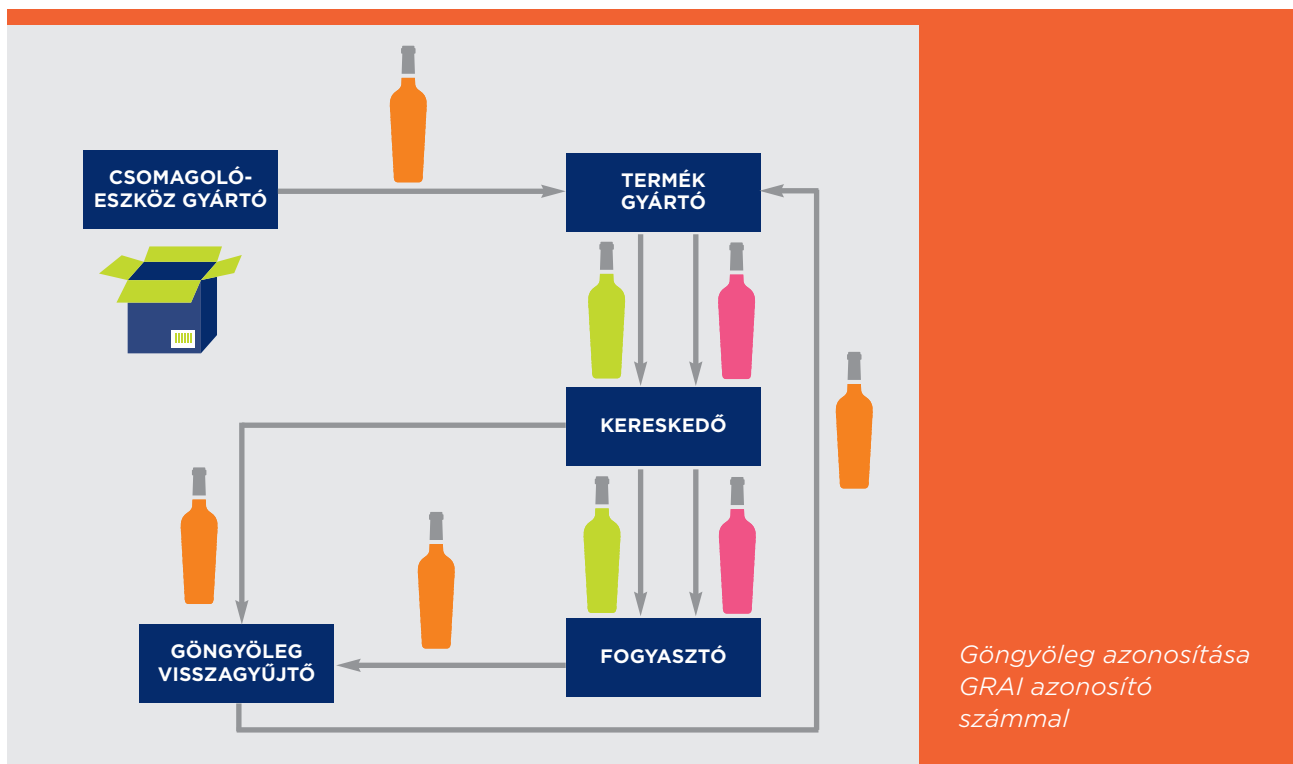 CSOMAGOLÓ-
ESZKÖZ GYÁRTÓ
TERMÉK
GYÁRTÓ
KERESKEDŐ
GÖNGYÖLEG
VISSZAGYŰJTŐ
FOGYASZTÓ
Göngyöleg azonosítása
GRAI azonosító
számmal